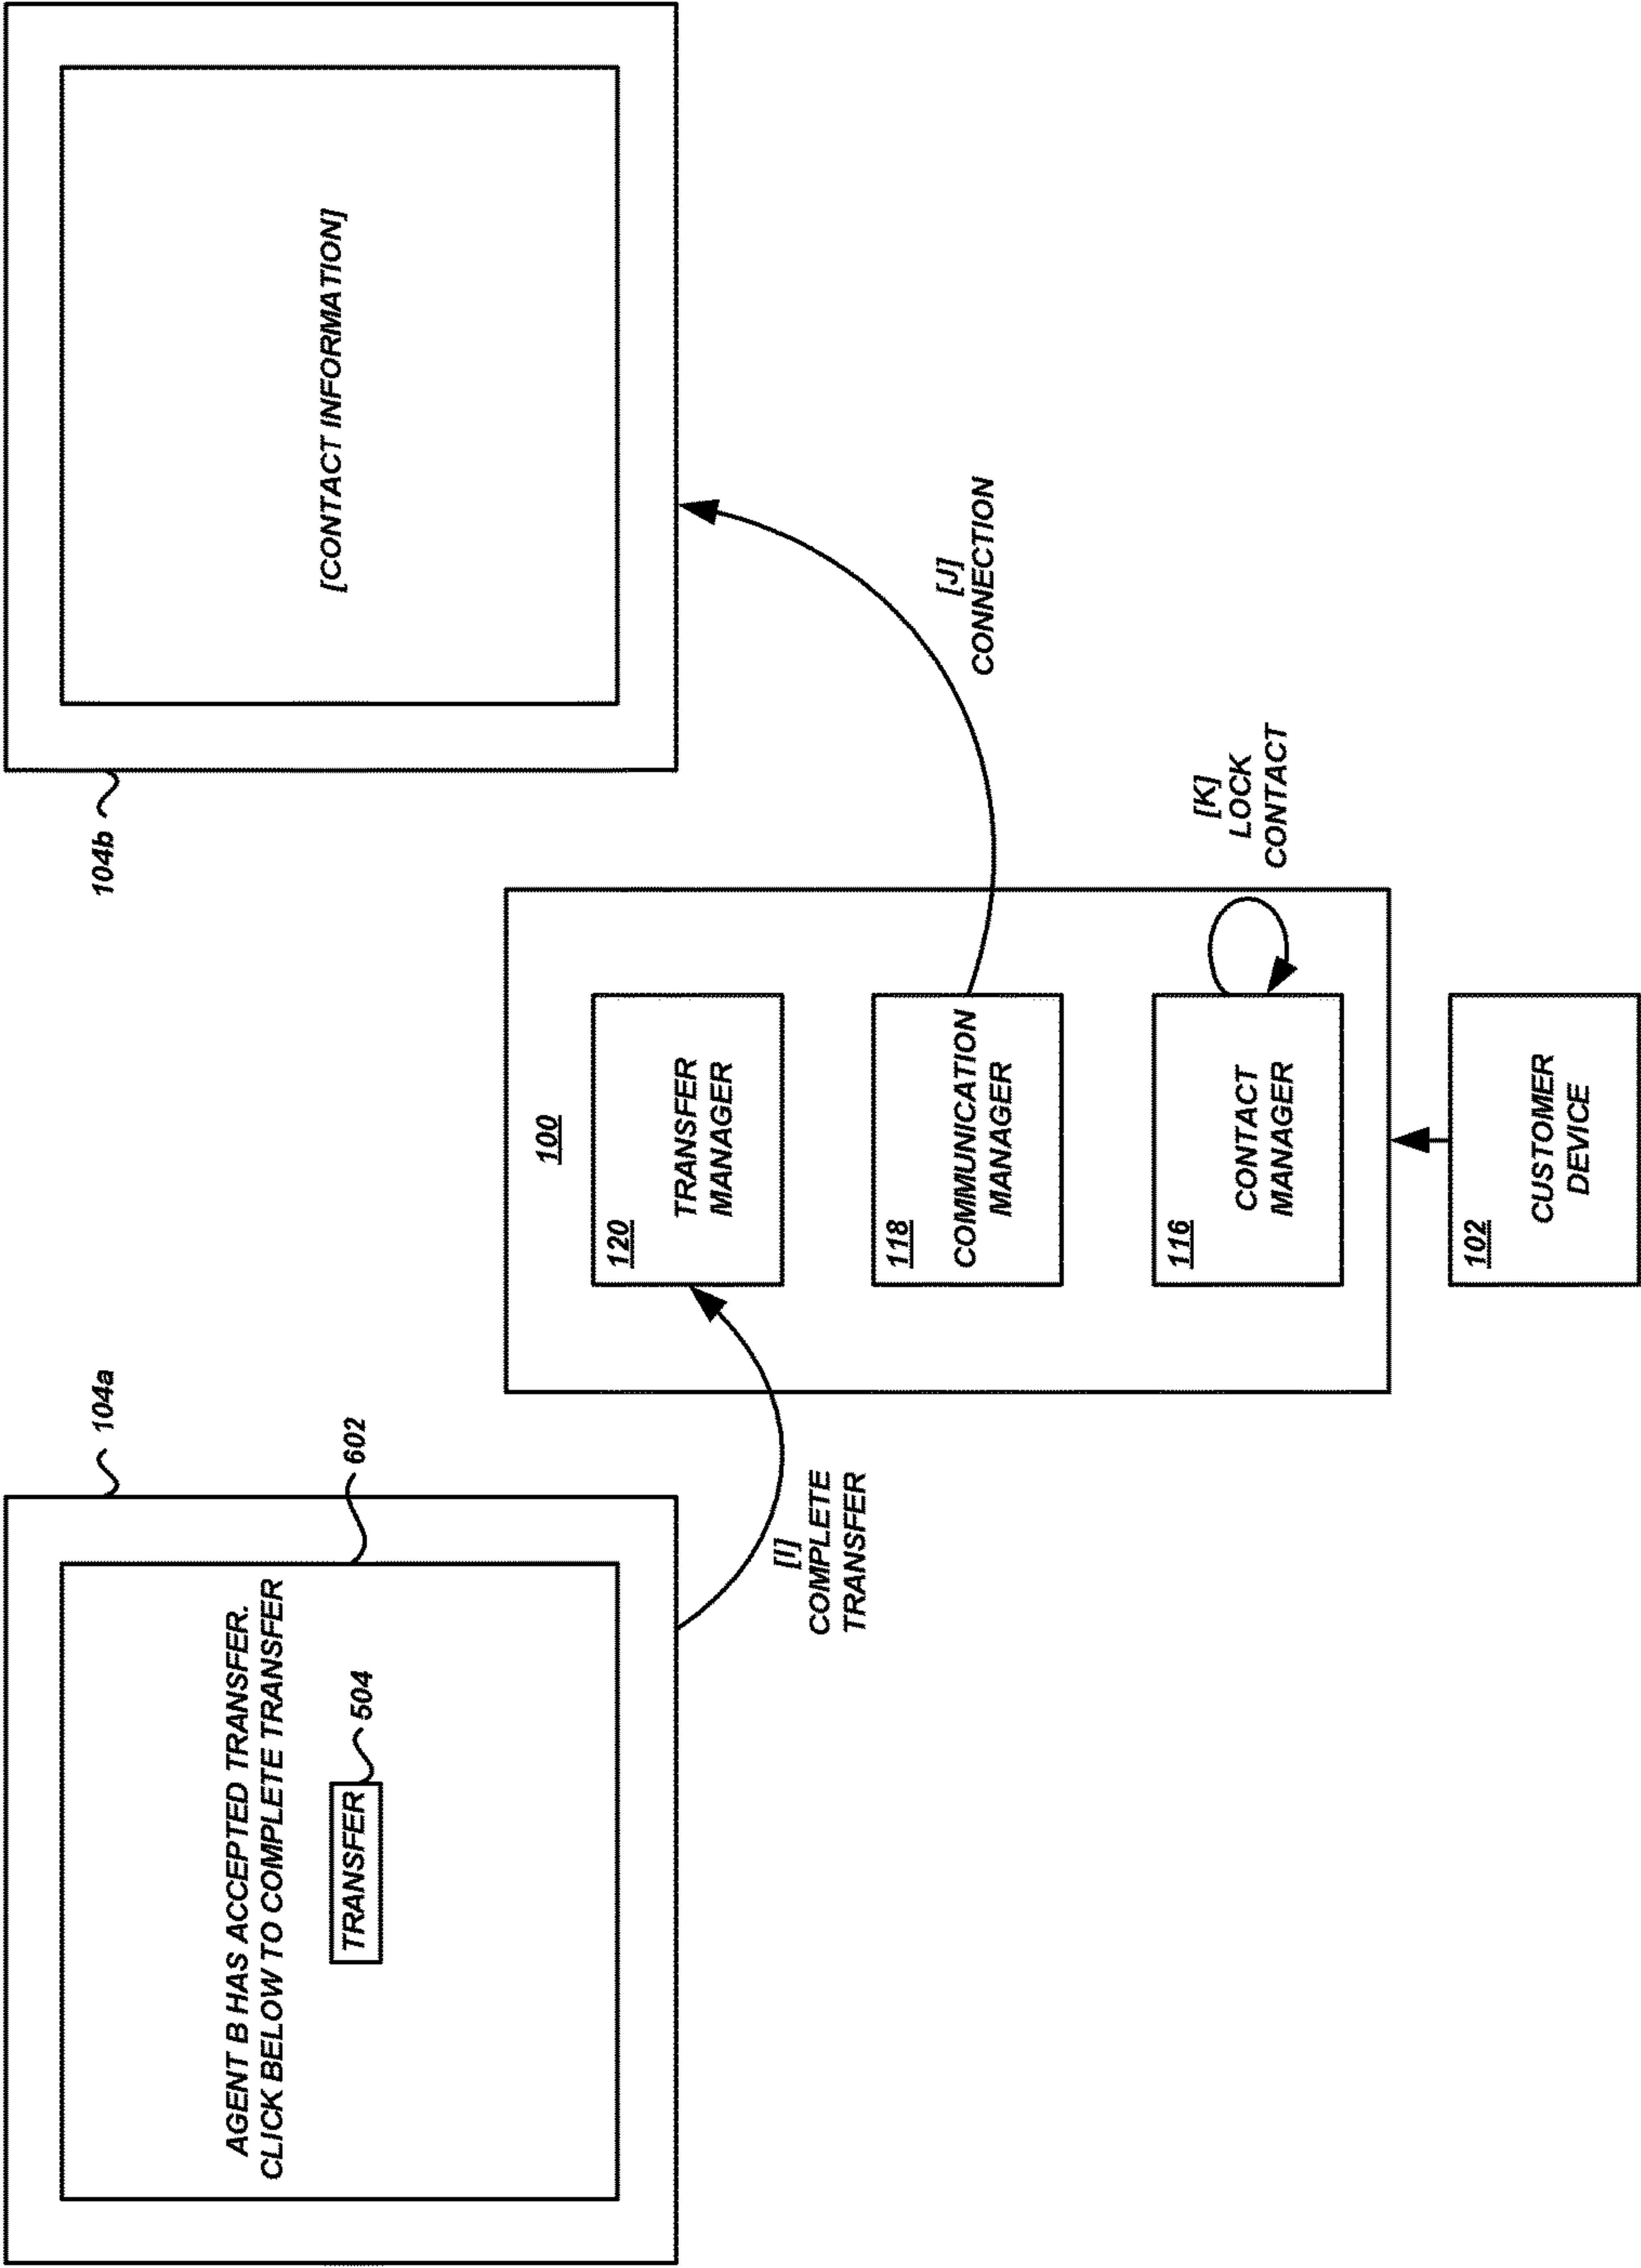 104a
AGENT B HAS ACCEPTED TRANSFER.
CLICK BELOW TO COMPLETE TRANSFER
602
TRANSFER
504
104b
[CONTACT INFORMATION]
[I]
COMPLETE
TRANSFER
100
120
TRANSFER
MANAGER
118
COMMUNICATION
MANAGER
116
CONTACT
MANAGER
[J]
CONNECTION
[K]
LOCK
CONTACT
102
CUSTOMER
DEVICE